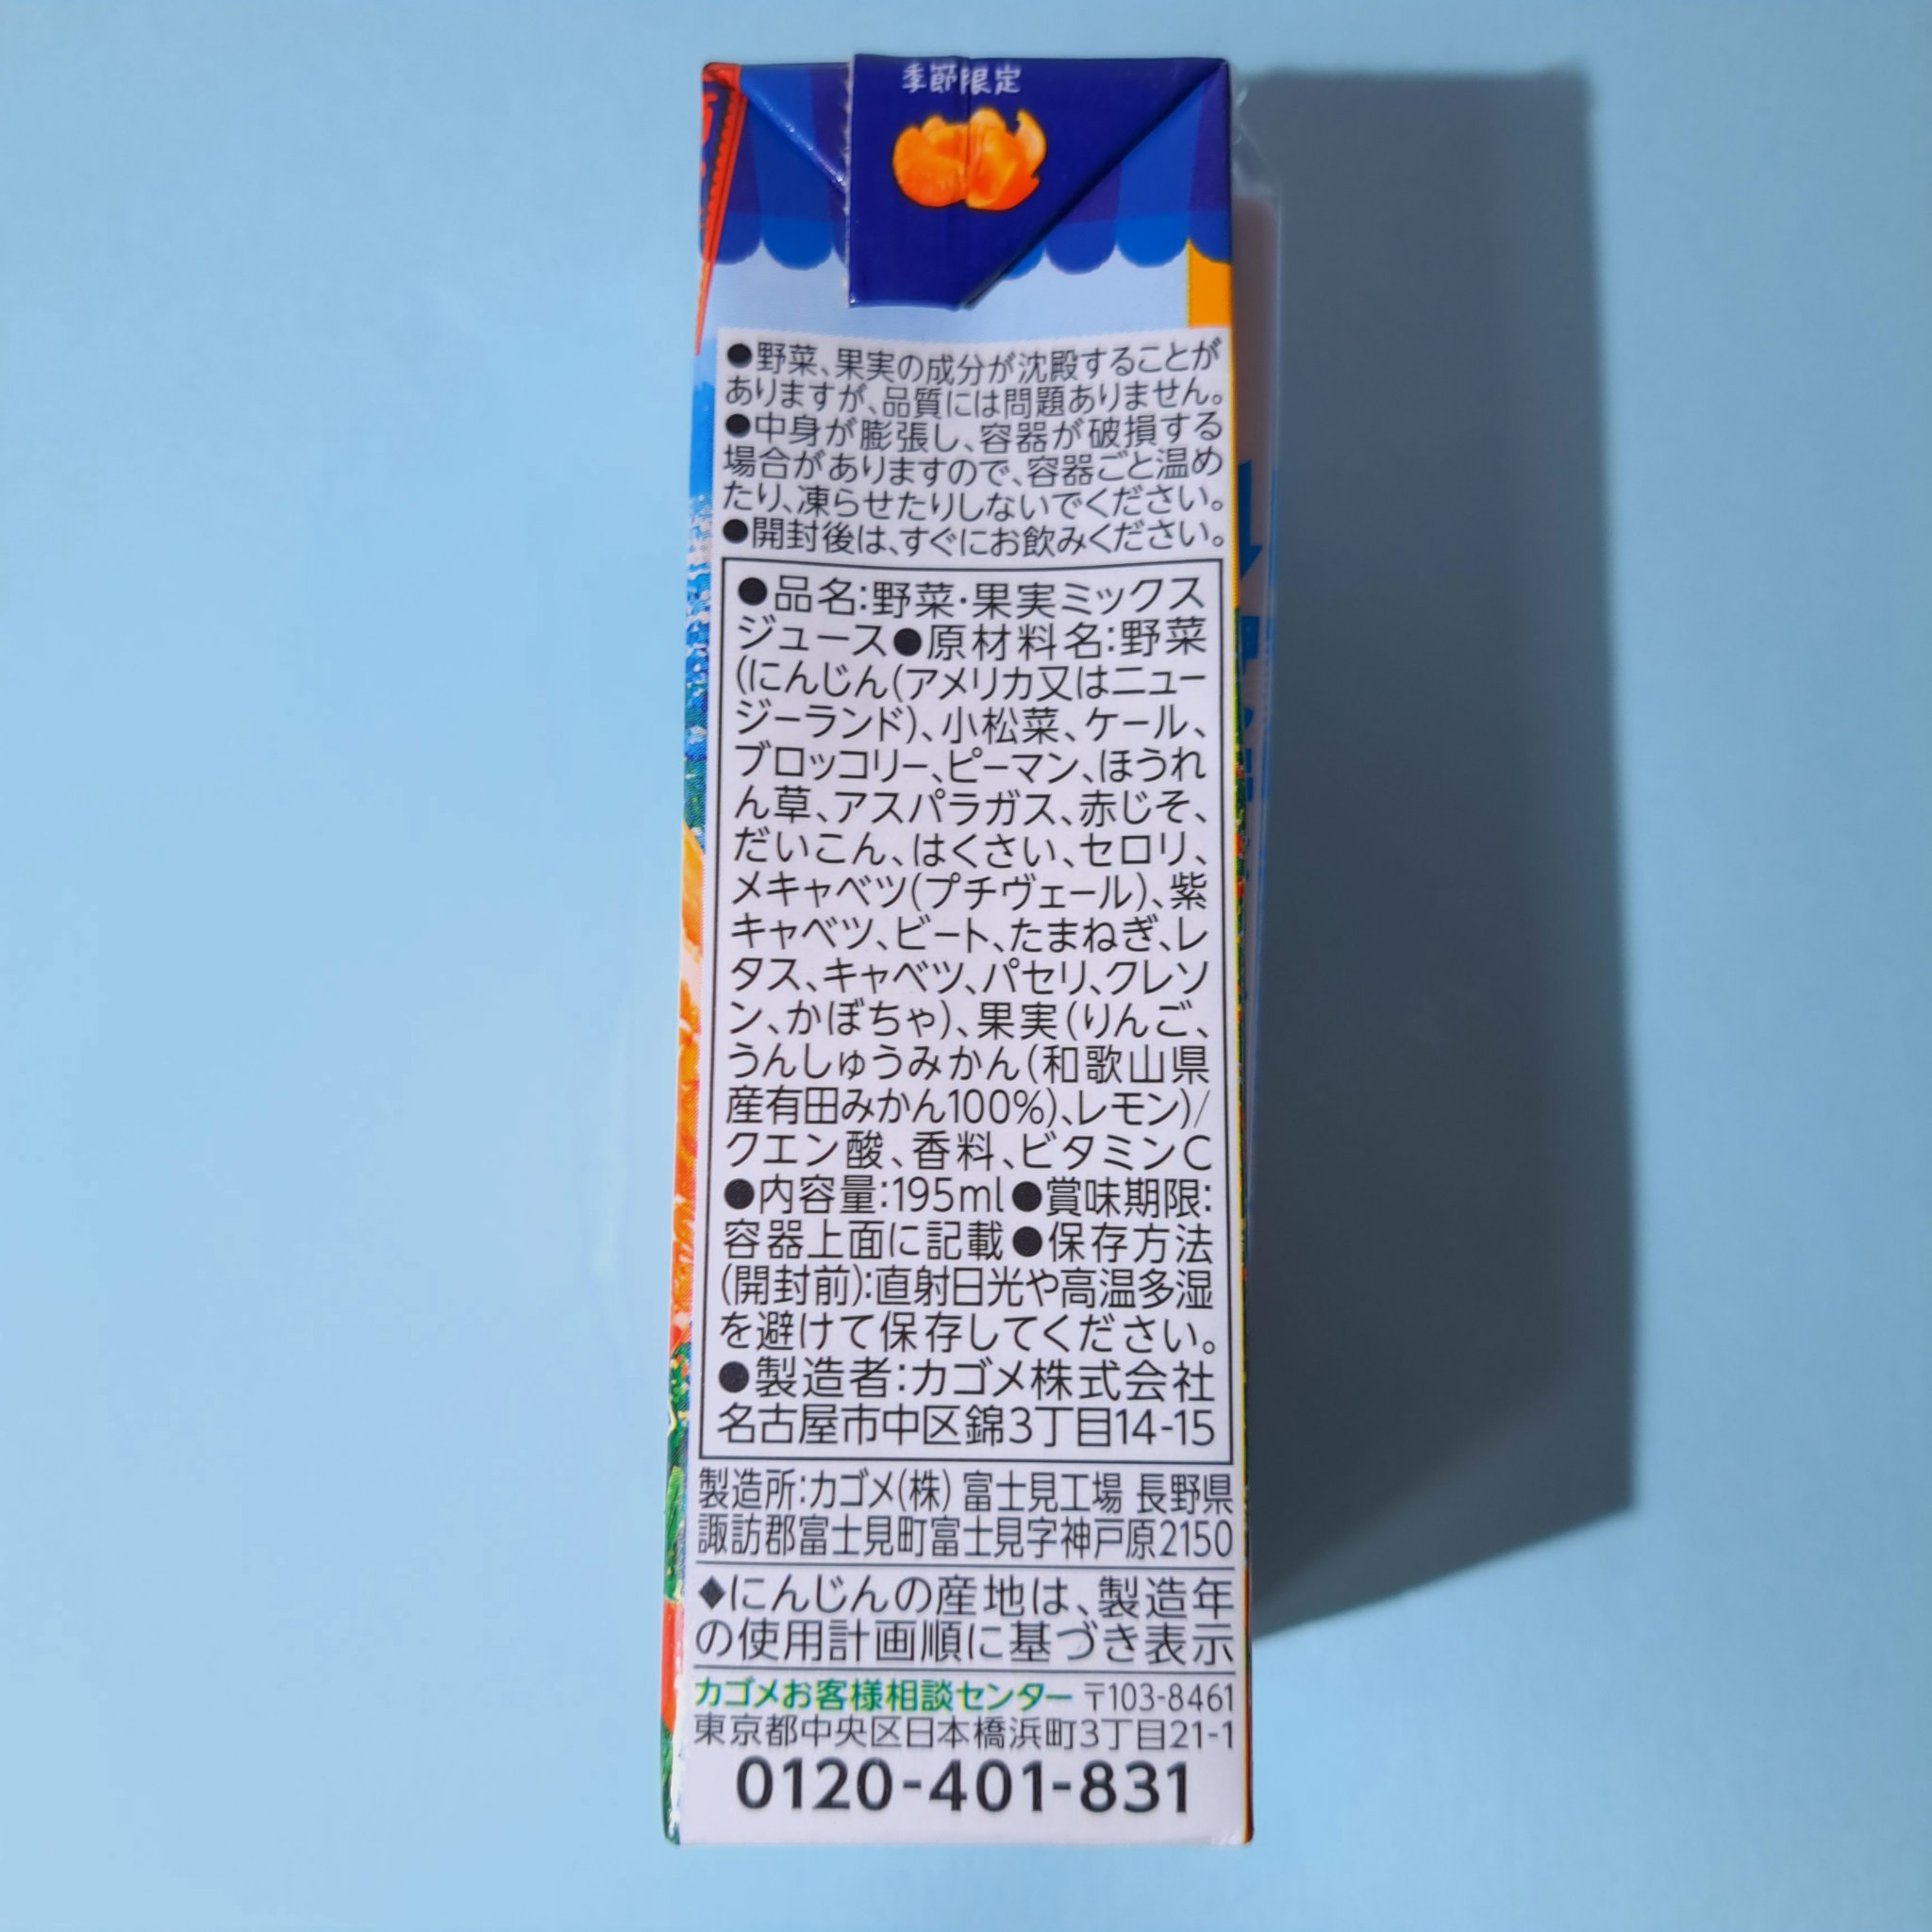 季節限定
●野菜、果実の成分が沈殿することが
ありますが、品質には問題ありません。
●中身が膨張し、容器が破損する
場合がありますので、容器ごと温め
たり、凍らせたりしないでください。
●開封後は、すぐにお飲みください。
●品名:野菜・果実ミックス
ジュース●原材料名:野菜
(にんじん(アメリカ又はニュー
ジーランド)、小松菜、ケール、
ブロッコリー、ピーマン、ほうれ
ん草、アスパラガス、赤じそ、
だいこん、はくさい、セロリ、
メキャベツ(プチヴェール)、紫
キャベツ、ビート、たまねぎ、レ
タス、キャベツ、パセリ、クレソ
ン、かぼちゃ)、果実(りんご、
うんしゅうみかん(和歌山県
産有田みかん100%)、レモン)/
クエン酸、香料、ビタミンC
●内容量:195ml●賞味期限:
容器上面に記載●保存方法
(開封前):直射日光や高温多湿
を避けて保存してください。
●製造者:カゴメ株式会社
名古屋市中区錦3丁目14-15
製造所:カゴメ(株) 富士見工場 長野県
諏訪郡富士見町富士見字神戸原2150
◆にんじんの産地は、製造年
の使用計画順に基づき表示
カゴメお客様相談センター 〒103-8461
東京都中央区日本橋浜町3丁目21-1
0120-401-831